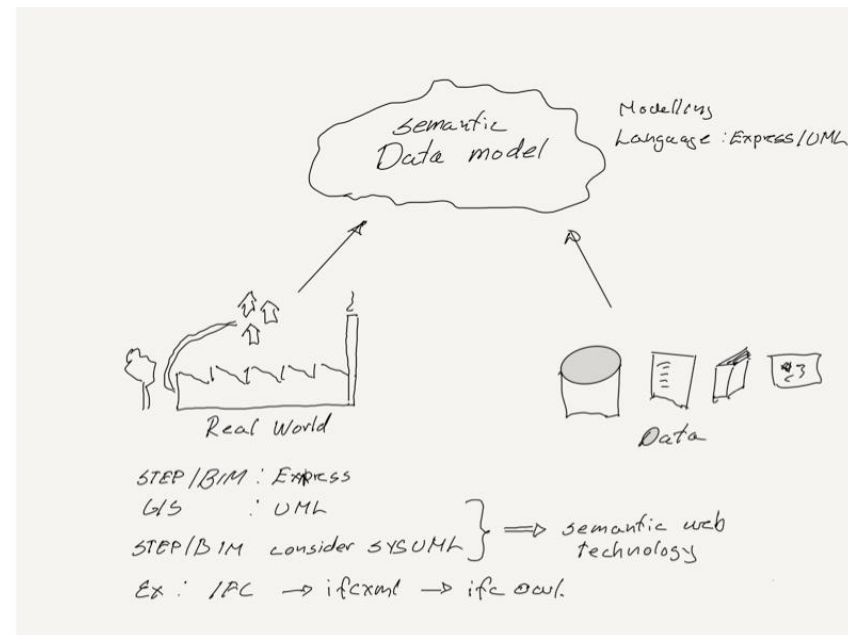 semantic
Data model
Modelling
Language : Express/UML
Real World
Data
STEP/BIM : Express
GIS : UML
STEP/BIM consider SYSUML
semantic web
technology
Ex : IFC → ifcxml → ifc owl.